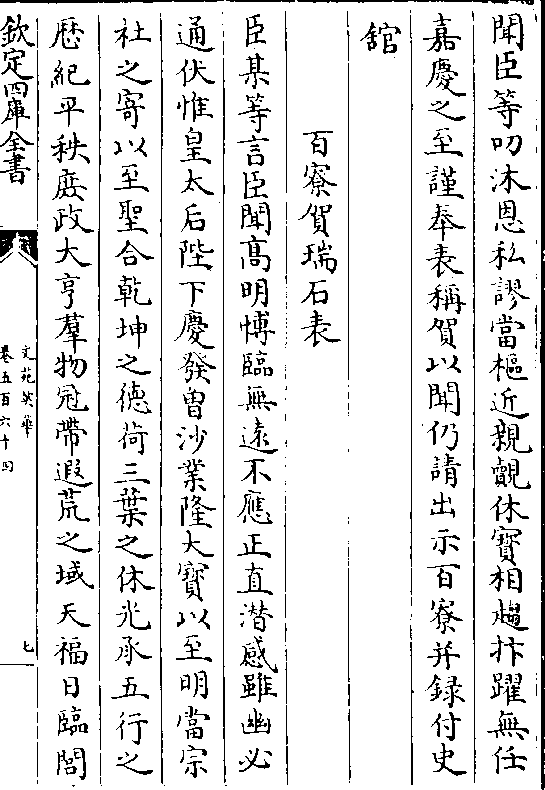 聞臣等叨沐恩私謬當樞近親覩休寳相趨抃躍無任
嘉慶之至謹奉表稱賀以聞仍請出示百寮并録付史
舘
百寮賀瑞石表
臣某等言臣聞髙明愽臨無逺不應正直潜感雖幽必
通伏惟皇太后陛下慶發曽沙業隆大寳以至明當宗
社之寄以至聖合乾坤之徳荷三葉之休光承五行之
歴紀平秩庻政大亨羣物冠帶遐荒之域天福日臨閤
欽定四庫全書
文苑英華
卷五百六十四
七